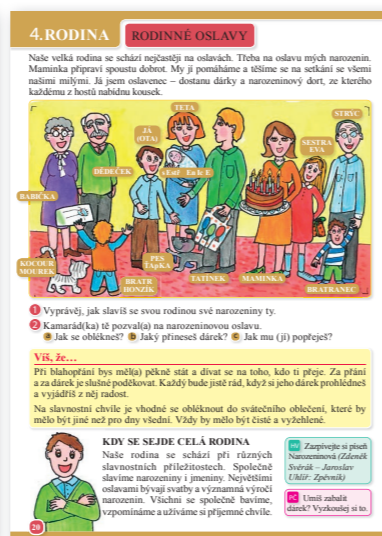 4.RODINA
RODINNÉ OSLAVY
Naše velká rodina se schází nejčastěji na oslavách. Třeba na oslavu mých narozenin.
Maminka připraví spoustu dobrot. My jí pomáháme a těšíme se na setkání se všemi
našimi milými. Já jsem oslavenec – dostanu dárky a narozeninový dort, ze kterého
každému z hostů nabídnu kousek.
TETA
STRÝC
JÁ
(OTA)
SESTRA
EVA
DĚDEČEK
BABIČKA
KOCOUR
MOUREK
PES
BRATR
HONZÍK
TATÍNEK
MAMINKA
BRATRANEC
1 Vyprávěj, jak slavíš se svou rodinou své narozeniny ty.
2 Kamarád(ka) tě pozval(a) na narozeninovou oslavu.
a Jak se oblékneš? b Jaký přineseš dárek? c Jak mu (jí) popřeješ?
Víš, že…
Při blahopřání bys měl(a) pěkně stát a dívat se na toho, kdo ti přeje. Za přání
a za dárek je slušné poděkovat. Každý bude jistě rád, když si jeho dárek prohlédneš
a vyjádříš z něj radost.
Na slavnostní chvíle je vhodné se obléknout do svátečního oblečení, které by
mělo být jiné než pro dny všední. Vždy by mělo být čisté a vyžehlené.
KDY SE SEJDE CELÁ RODINA
Naše rodina se schází při různých
slavnostních příležitostech. Společně
slavíme narozeniny i jmeniny. Největšími
oslavami bývají svatby a významná výročí
narozenin. Všichni se společně bavíme,
vzpomínáme a užíváme si příjemné chvíle.
HV Zazpívejte si píseň
Narozeninová (Zdeněk
Svěrák – Jaroslav
Uhlíř: Zpěvník)
PČ Umíš zabalit
dárek? Vyzkoušej si to.
20